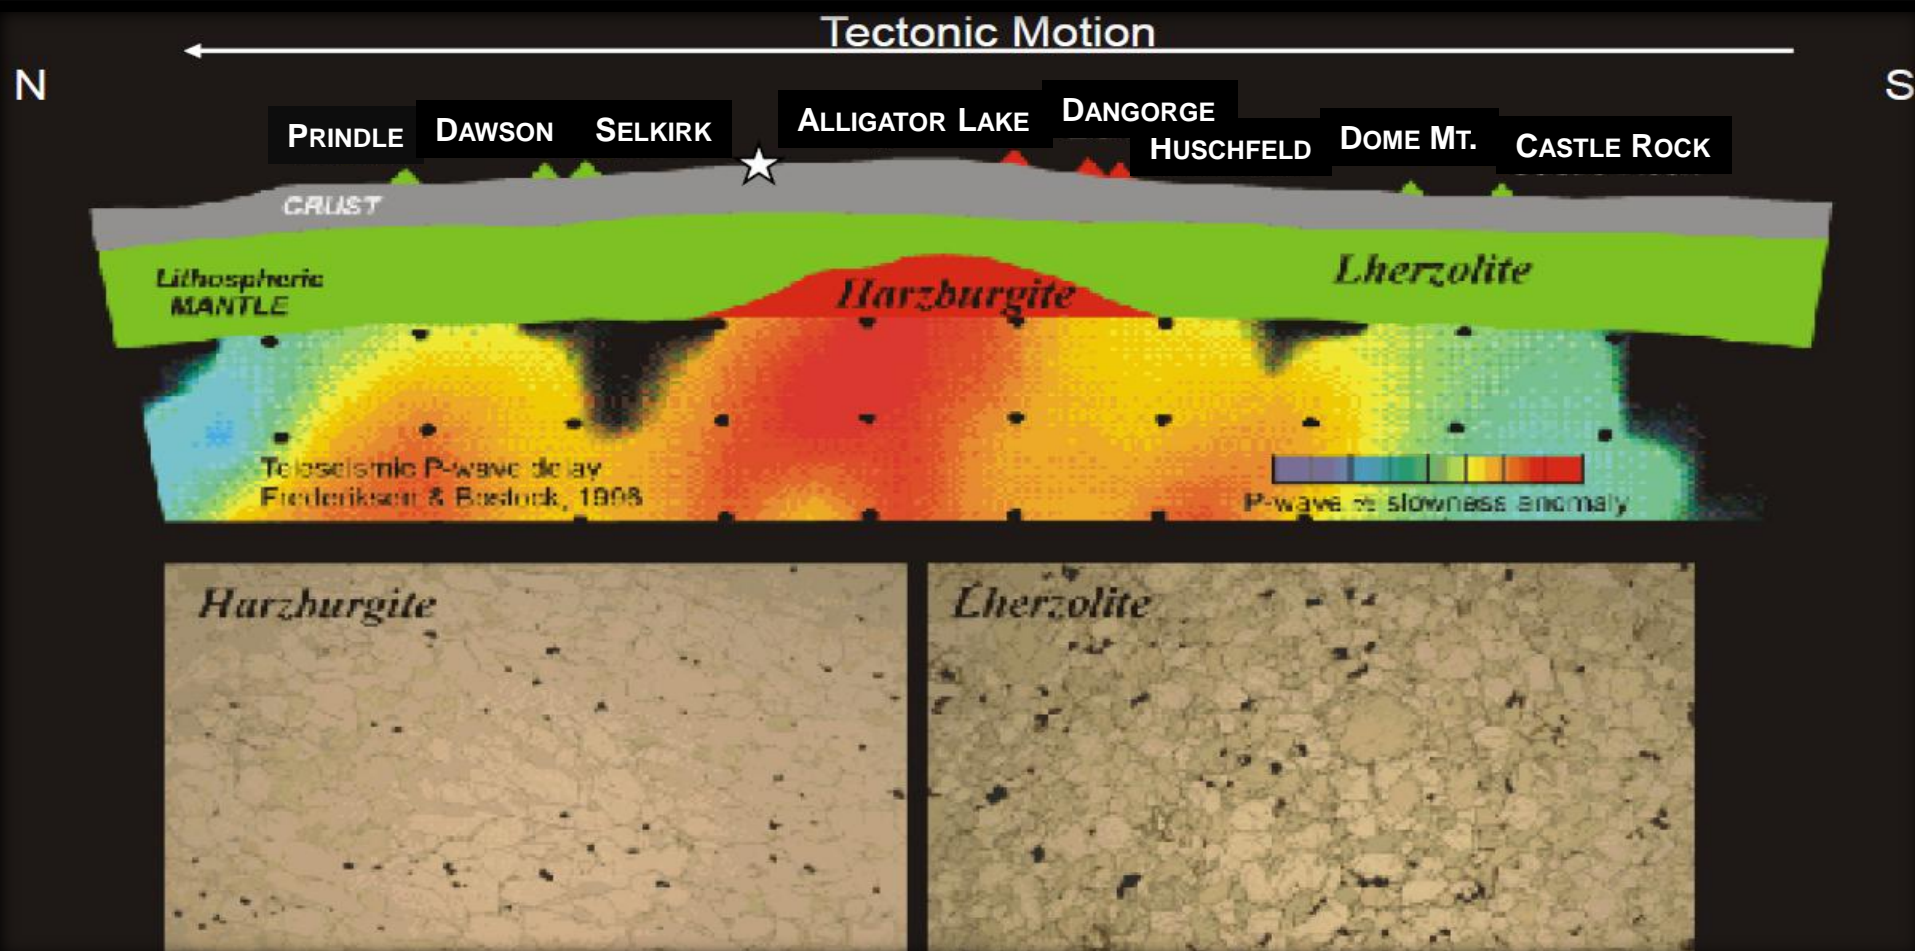 Tectonic Motion
N
S
PRINDLE
DAWSON SELKIRK
ALLIGATOR LAKE
DANGORGE
HUSCHFELD
DOME MT.
CASTLE ROCK
CRUST
Lithospheric
MANTLE
Harzburgite
Lherzolite
Teleseismic P-wave delay
Frederiksen & Bostock, 1998
P-wave % slowness anomaly
Harzburgite
Lherzolite